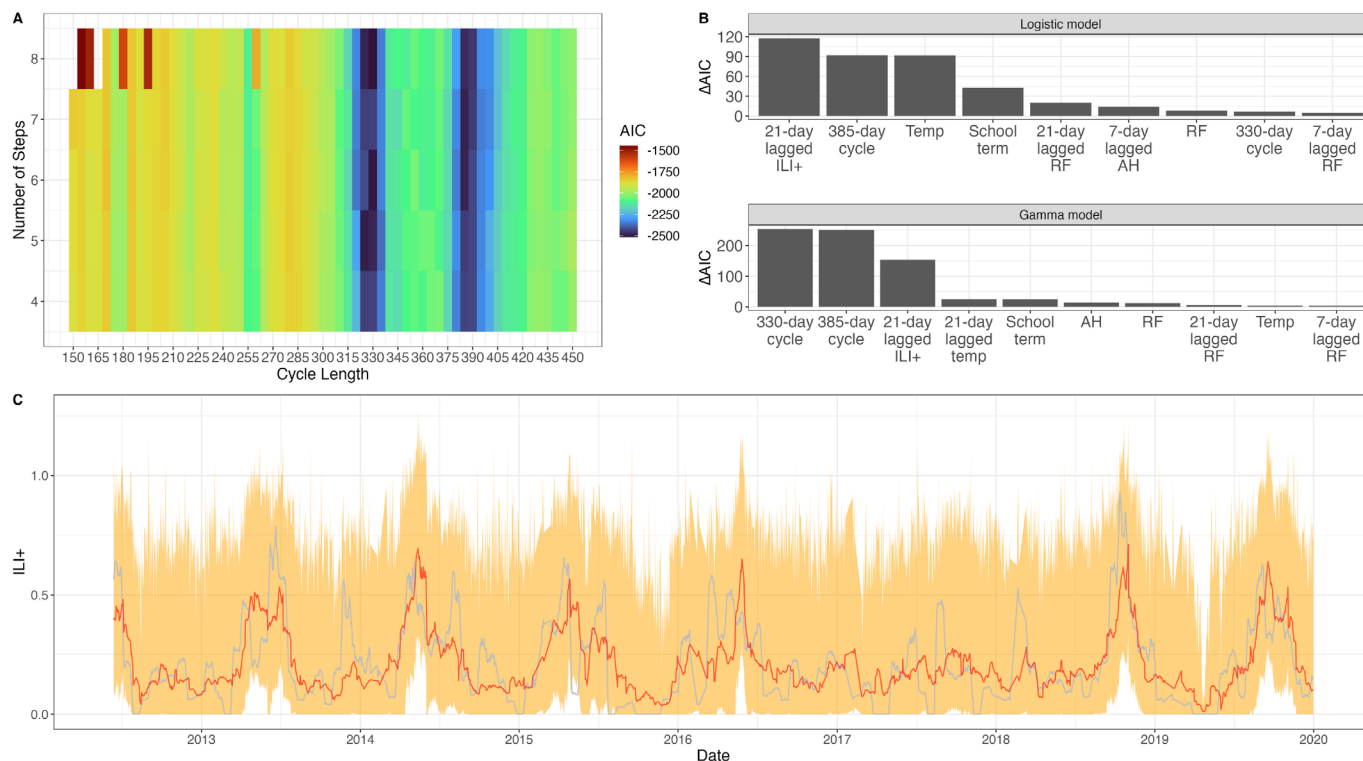 A
8
7
6
5
4
Number of Steps
150 165 180 195 210 225 240 255 270 285 300 315 330 345 360 375 390 405 420 435 450
Cycle Length
AIC
-1500
-1750
-2000
-2250
-2500
B
Logistic model
120
90
60
30
0
ΔAIC
21-day lagged ILI+
385-day cycle
Temp
School term
21-day lagged RF
7-day lagged AH
RF
330-day cycle
7-day lagged RF
Gamma model
200
100
0
ΔAIC
330-day cycle
385-day cycle
21-day lagged ILI+
21-day lagged temp
School term
AH
RF
21-day lagged RF
Temp
7-day lagged RF
C
1.0
0.5
0.0
ILI+
2013 2014 2015 2016 2017 2018 2019 2020
Date